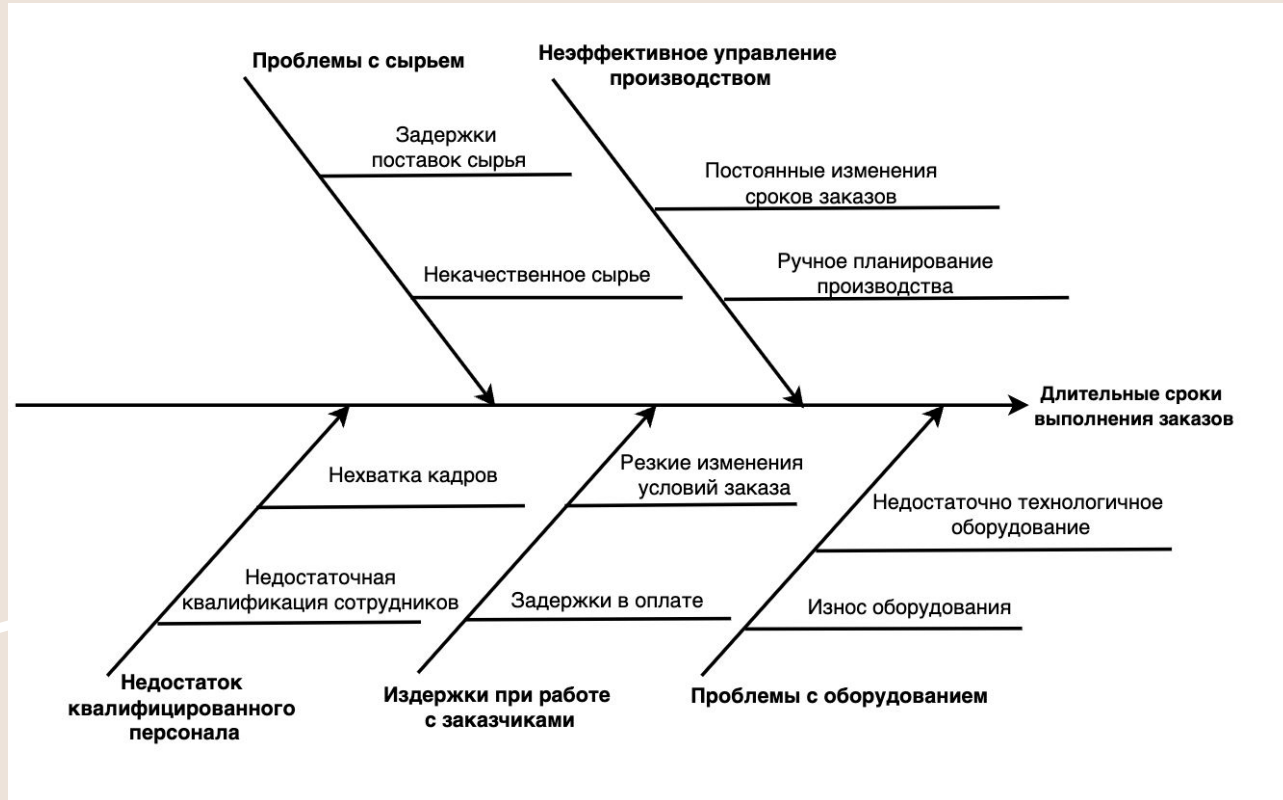 Проблемы с сырьем
Неэффективное управление
производством
Задержки
поставок сырья
Постоянные изменения
сроков заказов
Некачественное сырье
Ручное планирование
производства
Длительные сроки
выполнения заказов
Нехватка кадров
Резкие изменения
условий заказа
Недостаточно технологичное
оборудование
Недостаточная
квалификация сотрудников
Задержки в оплате
Износ оборудования
Недостаток
квалифицированного
персонала
Издержки при работе
с заказчиками
Проблемы с оборудованием